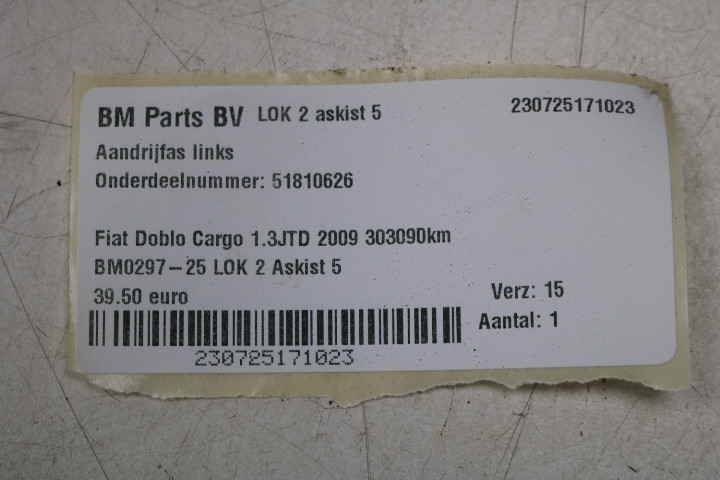 BM Parts BV LOK 2 askist 5 230725171023
Aandrijfas links
Onderdeelnummer: 51810626
Fiat Doblo Cargo 1.3JTD 2009 303090km
BM0297-25 LOK 2 Askist 5
39.50 euro Verz: 15
Aantal: 1
230725171023